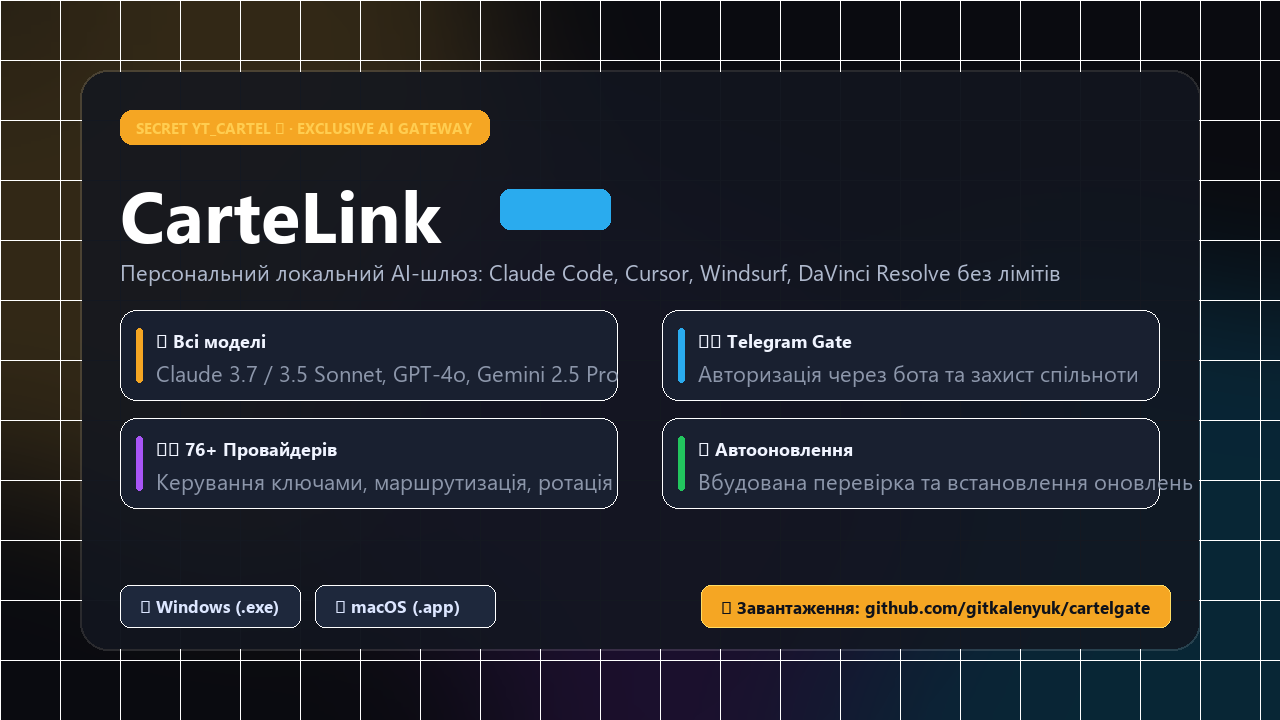 SECRET YT_CARTEL · EXCLUSIVE AI GATEWAY
CarteLink
Персональний локальний AI-шлюз: Claude Code, Cursor, Windsurf, DaVinci Resolve без лімітів
Всі моделі
Claude 3.7 / 3.5 Sonnet, GPT-4o, Gemini 2.5 Pro
Telegram Gate
Авторизація через бота та захист спільноти
76+ Провайдерів
Керування ключами, маршрутизація, ротація
Автооновлення
Вбудована перевірка та встановлення оновлень
Windows (.exe)
macOS (.app)
Завантаження: github.com/gitkalenyuk/cartelgate